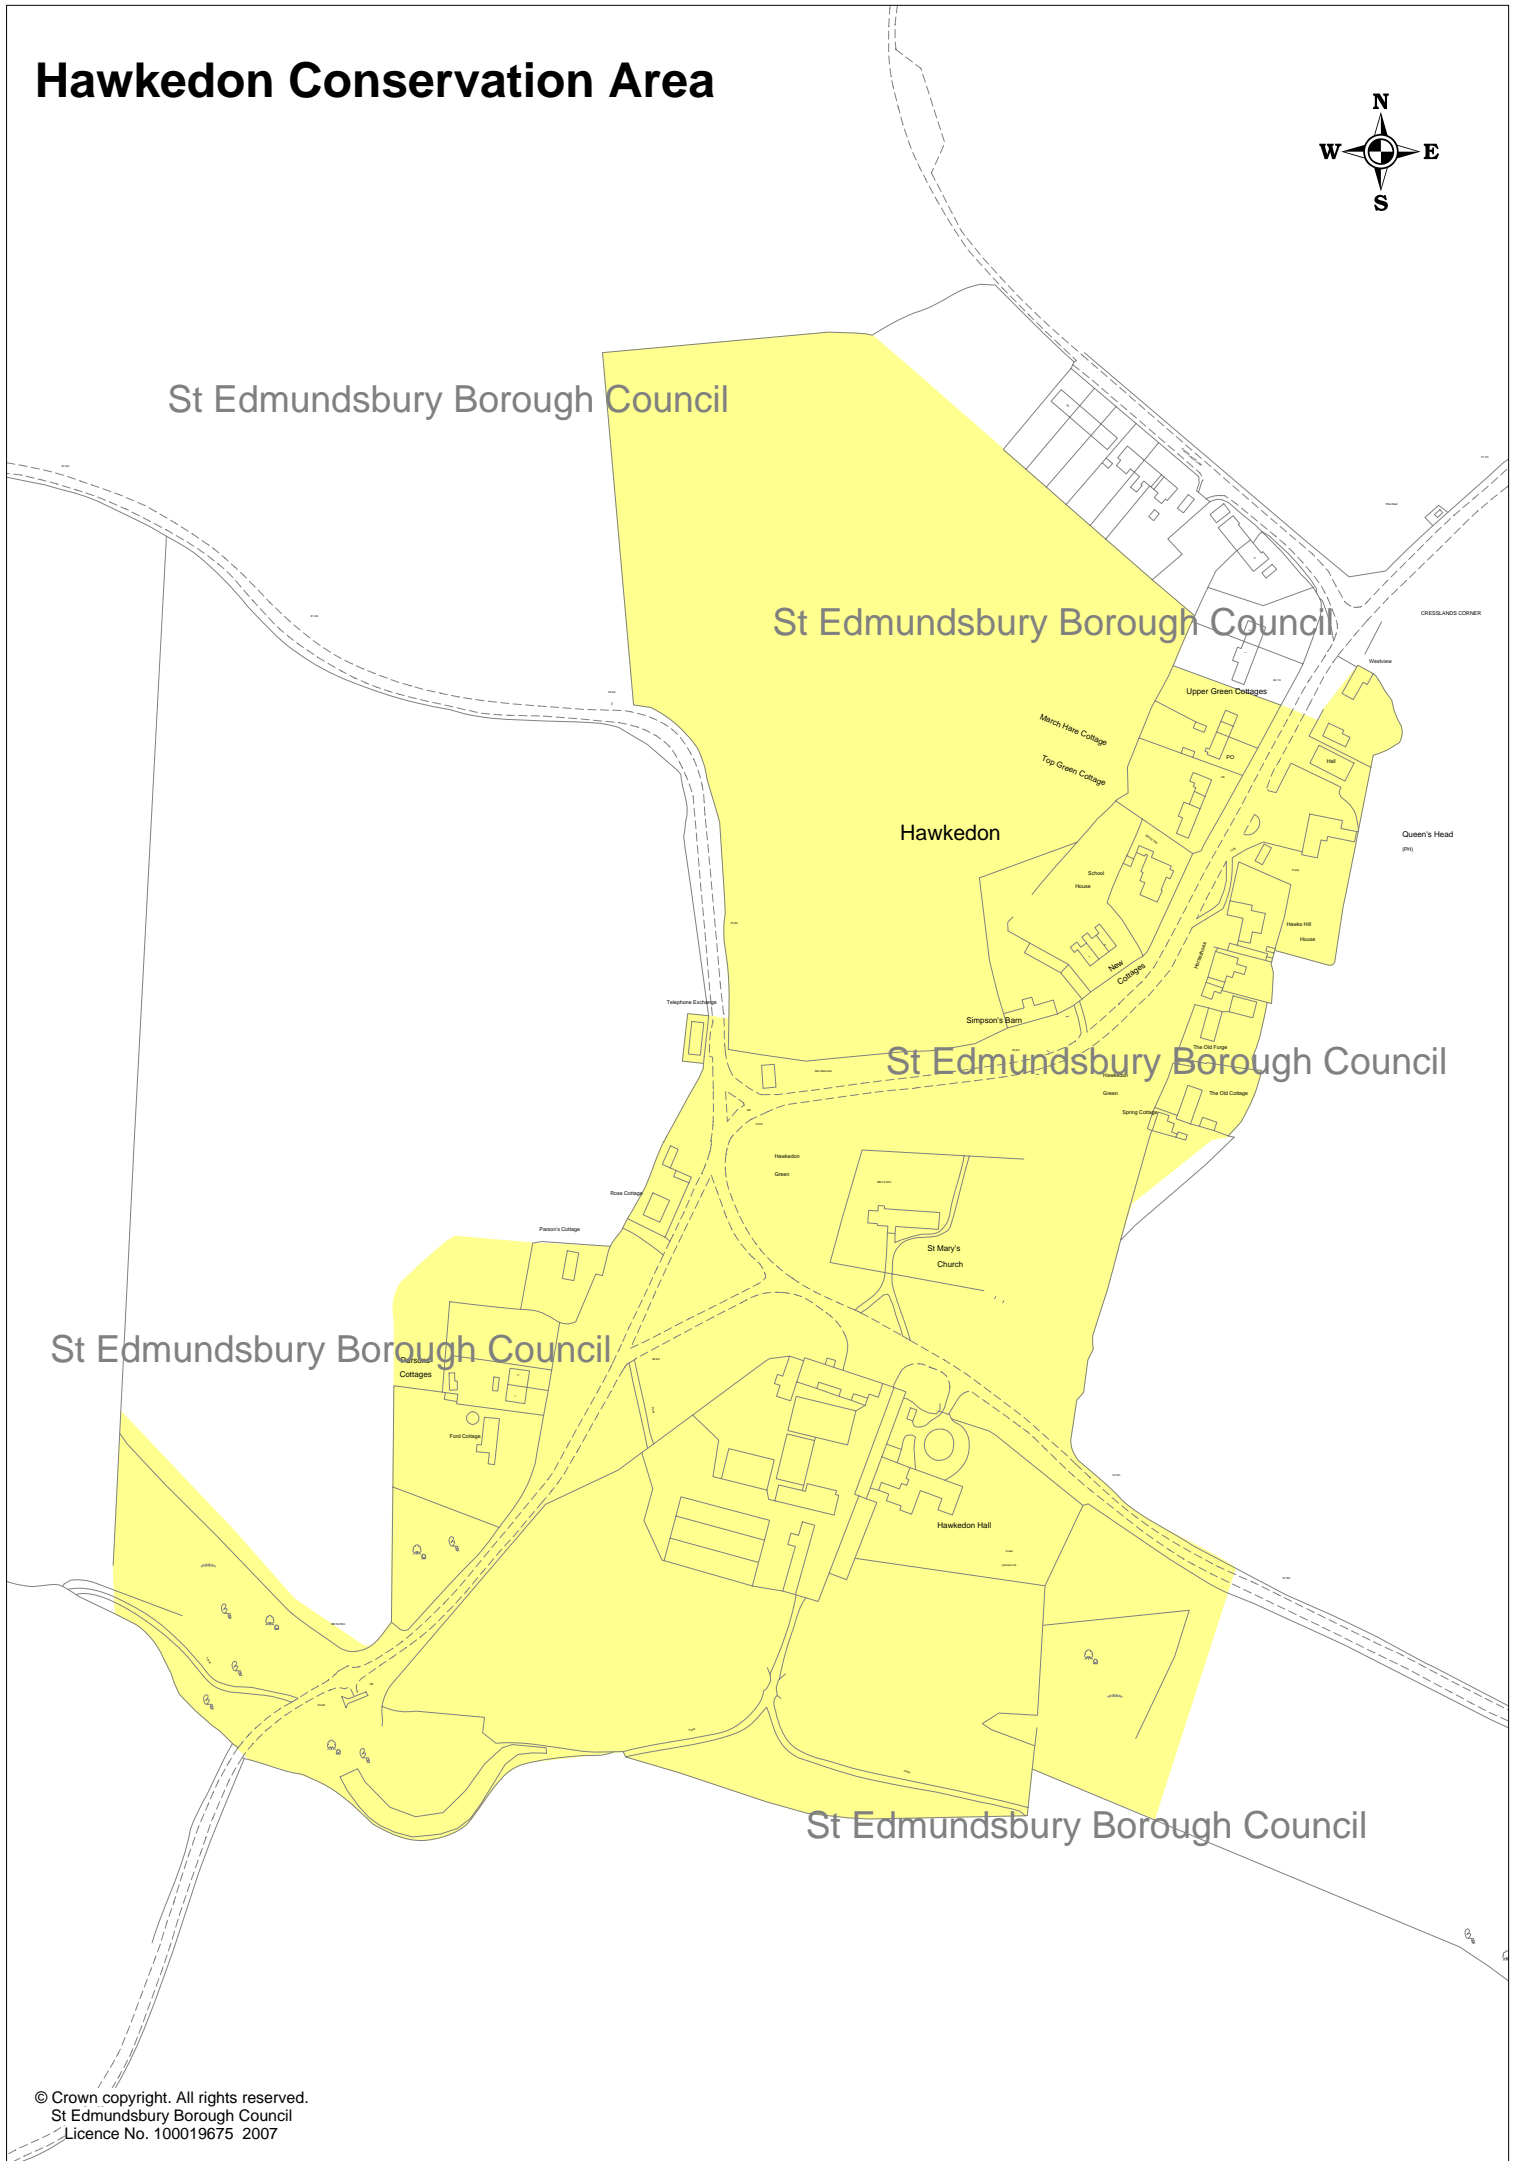 Hawkedon Conservation Area
N
W E
S
St Edmundsbury Borough Council
St Edmundsbury Borough Council
CRESSLANDS CORNER
Westview
Upper Green Cottages
March Hare Cottage
PO
Hall
Top Green Cottage
Hawkedon
Queen's Head
(PH)
School
House
Hawks Hill
House
Horseshoes
New
Cottages
Telephone Exchange
Simpson's Barn
The Old Forge
St Edmundsbury Borough Council
Hawkedon
Green
The Old Cottage
Spring Cottage
Hawkedon
Green
Rose Cottage
Parson's Cottage
St Mary's
Church
St Edmundsbury Borough Council
Parsons
Cottages
Ford Cottage
Hawkedon Hall
St Edmundsbury Borough Council
© Crown copyright. All rights reserved.
St Edmundsbury Borough Council
Licence No. 100019675 2007